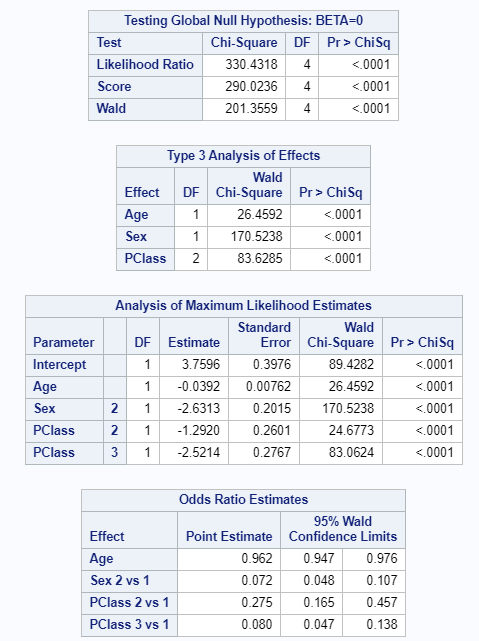 Testing Global Null Hypothesis: BETA=0
Test Chi-Square DF Pr > ChiSq
Likelihood Ratio 330.4318 4 <.0001
Score 290.0236 4 <.0001
Wald 201.3559 4 <.0001
Type 3 Analysis of Effects
Wald
Effect DF Chi-Square Pr > ChiSq
Age 1 26.4592 <.0001
Sex 1 170.5238 <.0001
PClass 2 83.6285 <.0001
Analysis of Maximum Likelihood Estimates
Standard Wald
Parameter DF Estimate Error Chi-Square Pr > ChiSq
Intercept 1 3.7596 0.3976 89.4282 <.0001
Age 1 -0.0392 0.00762 26.4592 <.0001
Sex 2 1 -2.6313 0.2015 170.5238 <.0001
PClass 2 1 -1.2920 0.2601 24.6773 <.0001
PClass 3 1 -2.5214 0.2767 83.0624 <.0001
Odds Ratio Estimates
95% Wald
Effect Point Estimate Confidence Limits
Age 0.962 0.947 0.976
Sex 2 vs 1 0.072 0.048 0.107
PClass 2 vs 1 0.275 0.165 0.457
PClass 3 vs 1 0.080 0.047 0.138